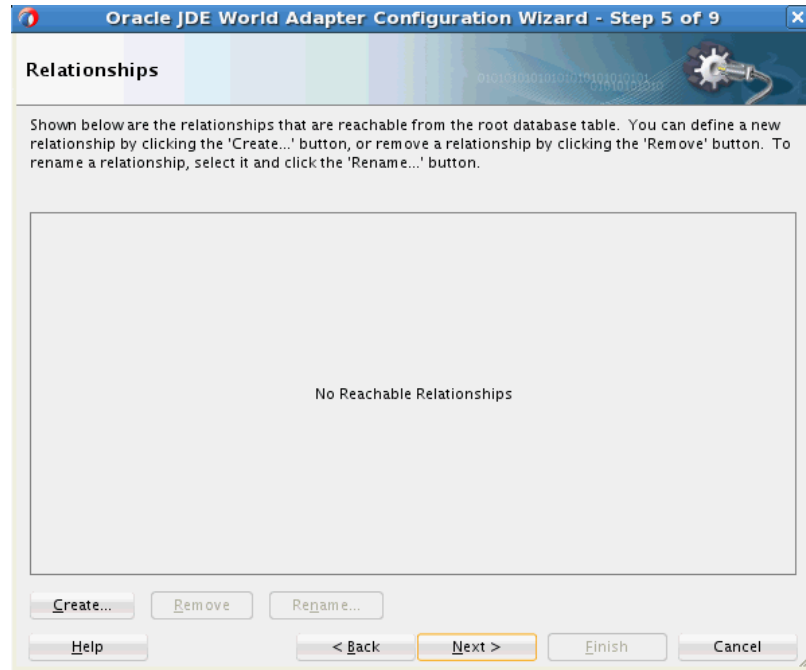 Oracle JDE World Adapter Configuration Wizard - Step 5 of 9
Relationships
Shown below are the relationships that are reachable from the root database table. You can define a new
relationship by clicking the 'Create...' button, or remove a relationship by clicking the 'Remove' button. To
rename a relationship, select it and click the 'Rename...' button.
No Reachable Relationships
Create... Remove Rename...
Help < Back Next > Finish Cancel